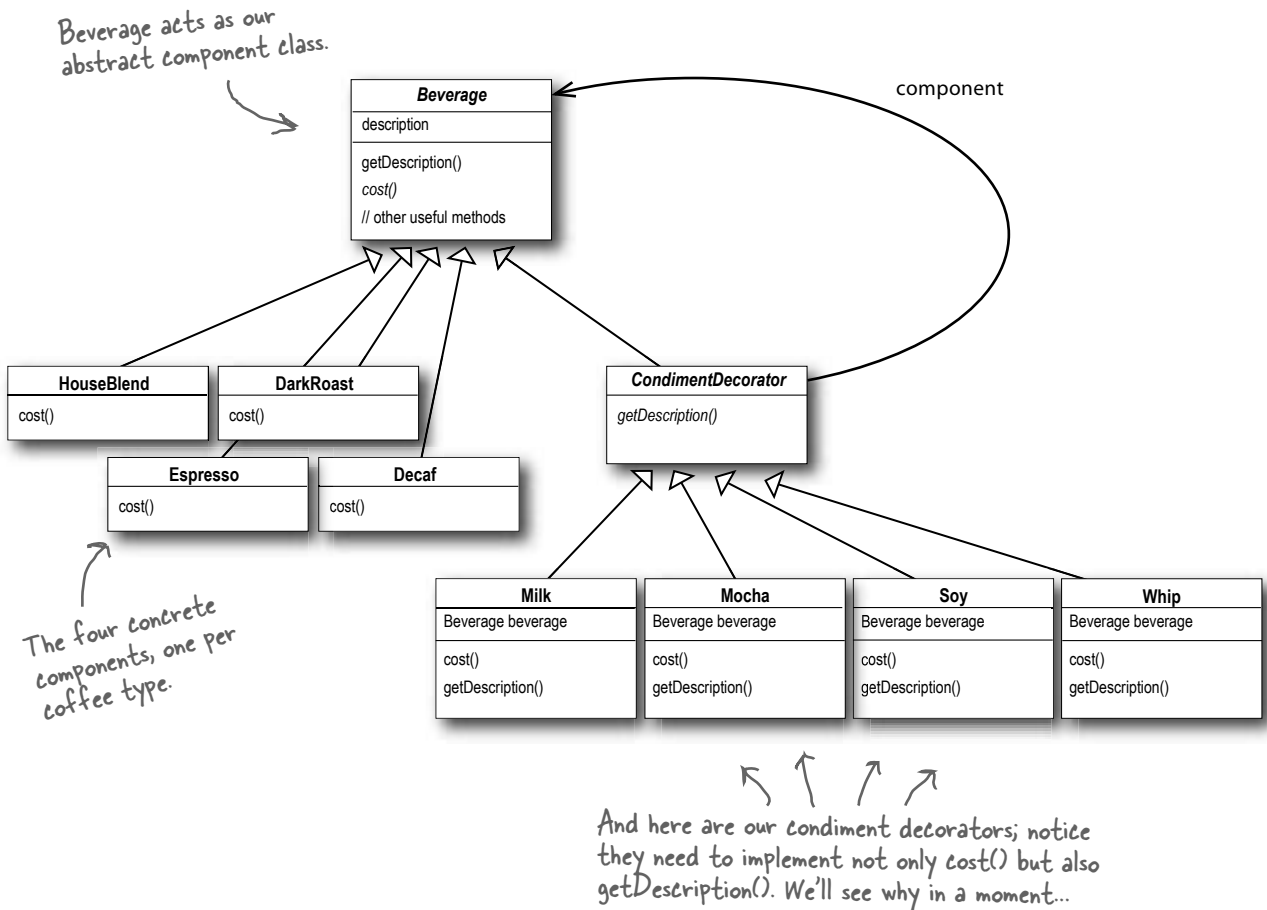 Beverage acts as our
abstract component class.
Beverage
description
getDescription()
cost()
// other useful methods
component
HouseBlend
cost()
DarkRoast
cost()
Espresso
cost()
Decaf
cost()
CondimentDecorator
getDescription()
The four concrete
components, one per
coffee type.
Milk
Beverage beverage
cost()
getDescription()
Mocha
Beverage beverage
cost()
getDescription()
Soy
Beverage beverage
cost()
getDescription()
Whip
Beverage beverage
cost()
getDescription()
And here are our condiment decorators; notice
they need to implement not only cost() but also
getDescription(). We'll see why in a moment...